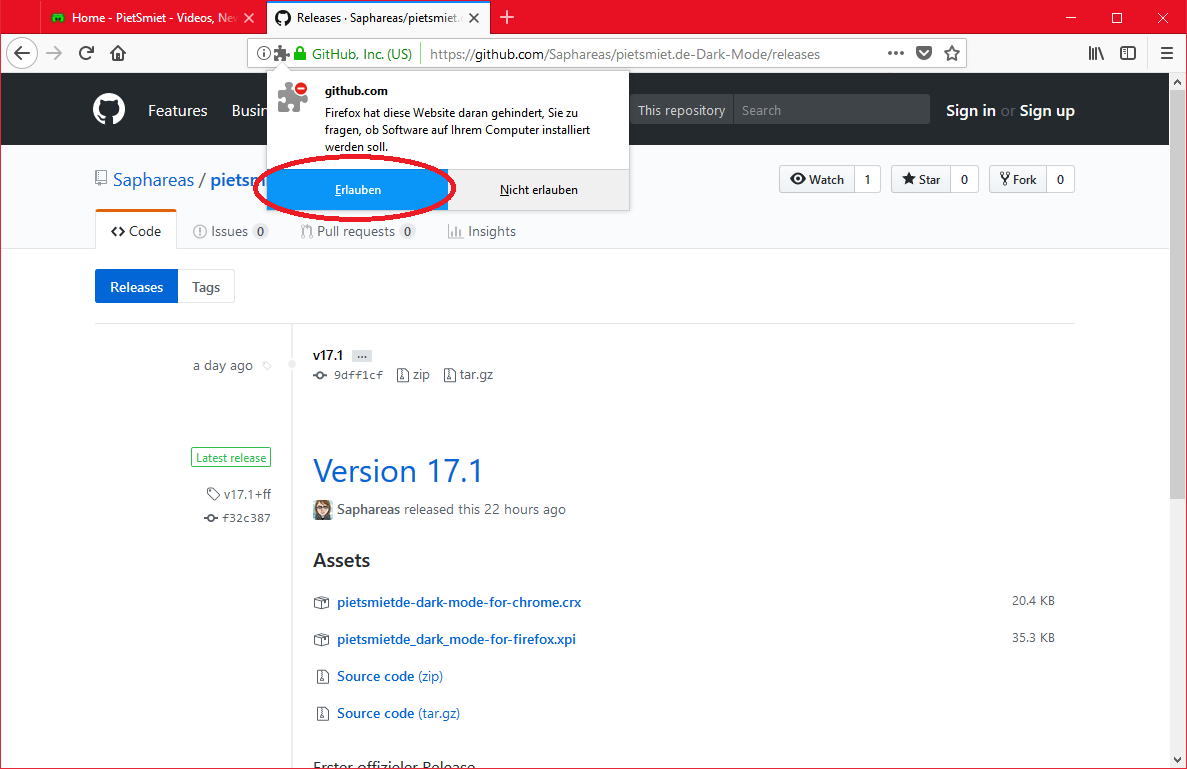 Home - PietSmiet - Videos, New
Releases · Saphareas/pietsmiet.d
GitHub, Inc. (US)
https://github.com/Saphareas/pietsmiet.de-Dark-Mode/releases
github.com
Firefox hat diese Website daran gehindert, Sie zu
fragen, ob Software auf Ihrem Computer installiert
werden soll.
Erlauben
Nicht erlauben
Features
Busin
This repository
Search
Sign in or Sign up
Saphareas / pietsmi
Watch 1
Star 0
Fork 0
Code
Issues 0
Pull requests 0
Insights
Releases
Tags
a day ago
v17.1 ...
9dff1cf
zip
tar.gz
Latest release
v17.1+ff
f32c387
Version 17.1
Saphareas released this 22 hours ago
Assets
pietsmietde-dark-mode-for-chrome.crx
20.4 KB
pietsmietde_dark_mode-for-firefox.xpi
35.3 KB
Source code (zip)
Source code (tar.gz)
Erster offizieller Release